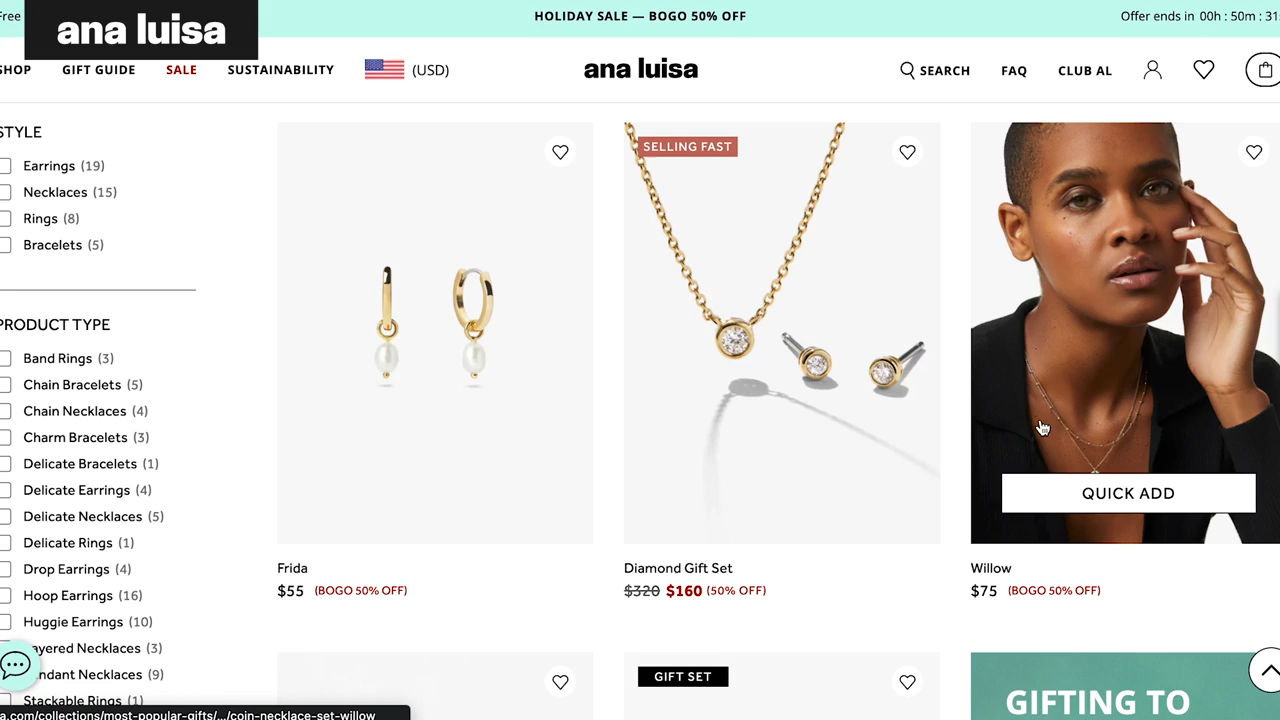 Free
HOLIDAY SALE — BOGO 50% OFF
Offer ends in 00h : 50m : 31s
ana luisa
SHOP
GIFT GUIDE
SALE
SUSTAINABILITY
(USD)
ana luisa
SEARCH
FAQ
CLUB AL
STYLE
Earrings (19)
Necklaces (15)
Rings (8)
Bracelets (5)
PRODUCT TYPE
Band Rings (3)
Chain Bracelets (5)
Chain Necklaces (4)
Charm Bracelets (3)
Delicate Bracelets (1)
Delicate Earrings (4)
Delicate Necklaces (5)
Delicate Rings (1)
Drop Earrings (4)
Hoop Earrings (16)
Huggie Earrings (10)
ayered Necklaces (3)
ndant Necklaces (9)
Stackable Rings (1)
a.com/collections/most-popular-gifts/.../coin-necklace-set-willow
Frida
$55 (BOGO 50% OFF)
SELLING FAST
Diamond Gift Set
$320 $160 (50% OFF)
QUICK ADD
Willow
$75 (BOGO 50% OFF)
GIFT SET
GIFTING TO